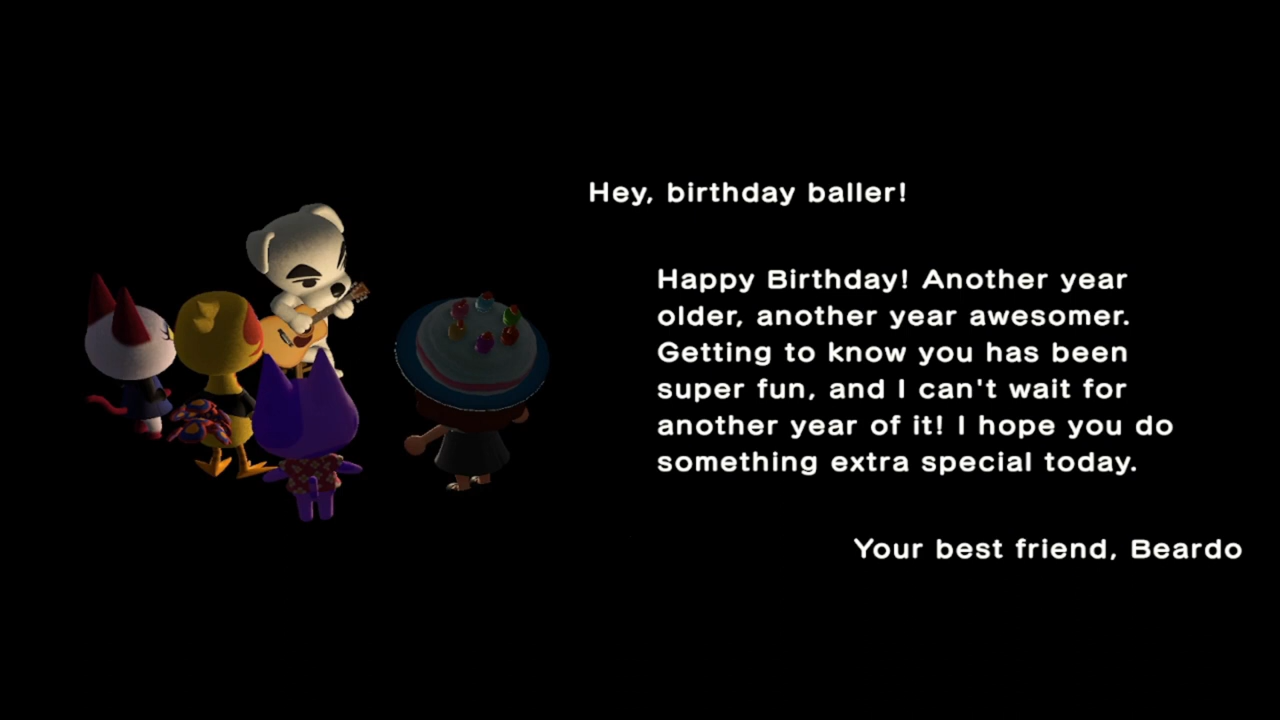 Hey, birthday baller!
Happy Birthday! Another year
older, another year awesomer.
Getting to know you has been
super fun, and I can't wait for
another year of it! I hope you do
something extra special today.
Your best friend, Beardo